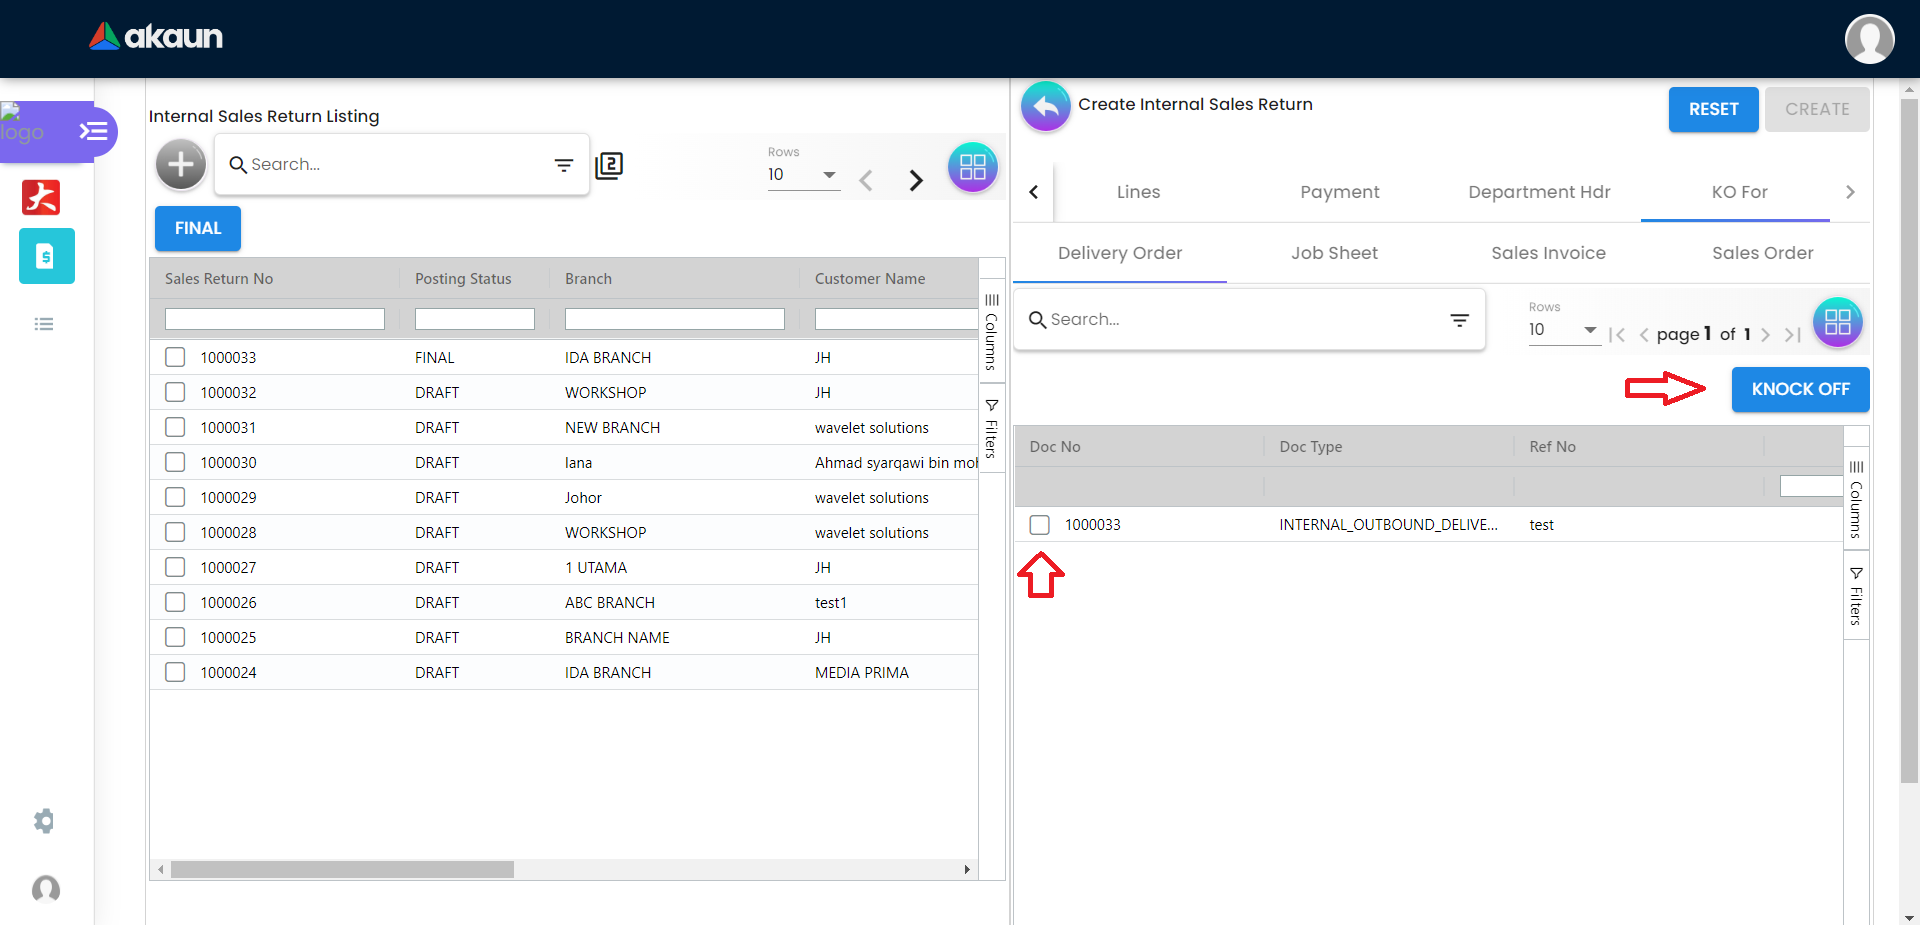 akaun
logo
Internal Sales Return Listing
Search...
2
Rows
10
FINAL
Sales Return No Posting Status Branch Customer Name
1000033 FINAL IDA BRANCH JH
1000032 DRAFT WORKSHOP JH
1000031 DRAFT NEW BRANCH wavelet solutions
1000030 DRAFT lana Ahmad syarqawi bin moh
1000029 DRAFT Johor wavelet solutions
1000028 DRAFT WORKSHOP wavelet solutions
1000027 DRAFT 1 UTAMA JH
1000026 DRAFT ABC BRANCH test1
1000025 DRAFT BRANCH NAME JH
1000024 DRAFT IDA BRANCH MEDIA PRIMA
Columns
Filters
Create Internal Sales Return
RESET CREATE
Lines Payment Department Hdr KO For
Delivery Order Job Sheet Sales Invoice Sales Order
Search...
Rows
10
page 1 of 1
KNOCK OFF
Doc No Doc Type Ref No
1000033 INTERNAL_OUTBOUND_DELIVE... test
Columns
Filters